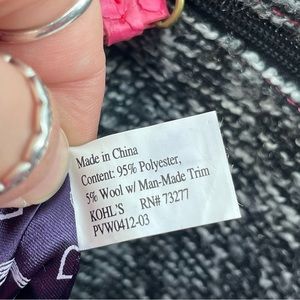 Made in China
Content: 95% Polyester,
5% Wool w/ Man-Made Trim
KOHL'S RN# 73277
PVW0412-03